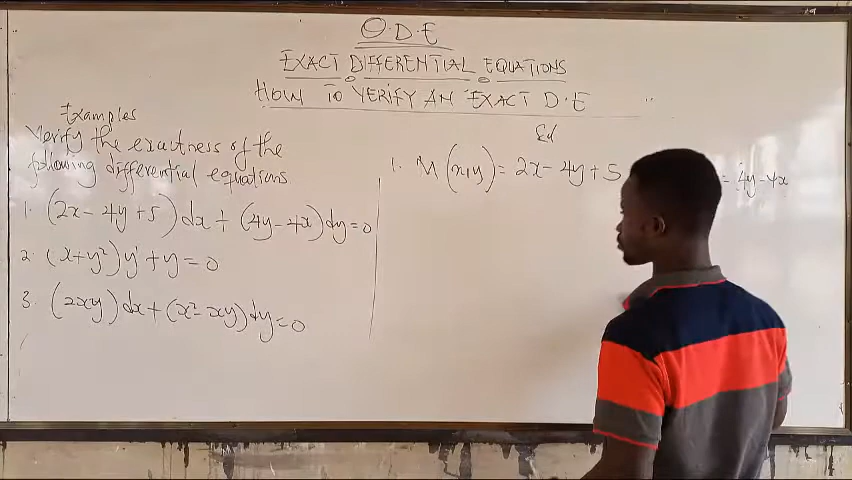 O.D.E
EXACT DIFFERENTIAL EQUATIONS
HOW TO VERIFY AN EXACT D.E
Examples
Verify the exactness of the
following differential equations
1. (2x - 4y + 5)dx + (4y - 4x)dy = 0
2. (x + y²)y' + y = 0
3. (2xy)dx + (x² - xy)dy = 0
Sol
1. M(x,y) = 2x - 4y + 5
= 4y - 4x